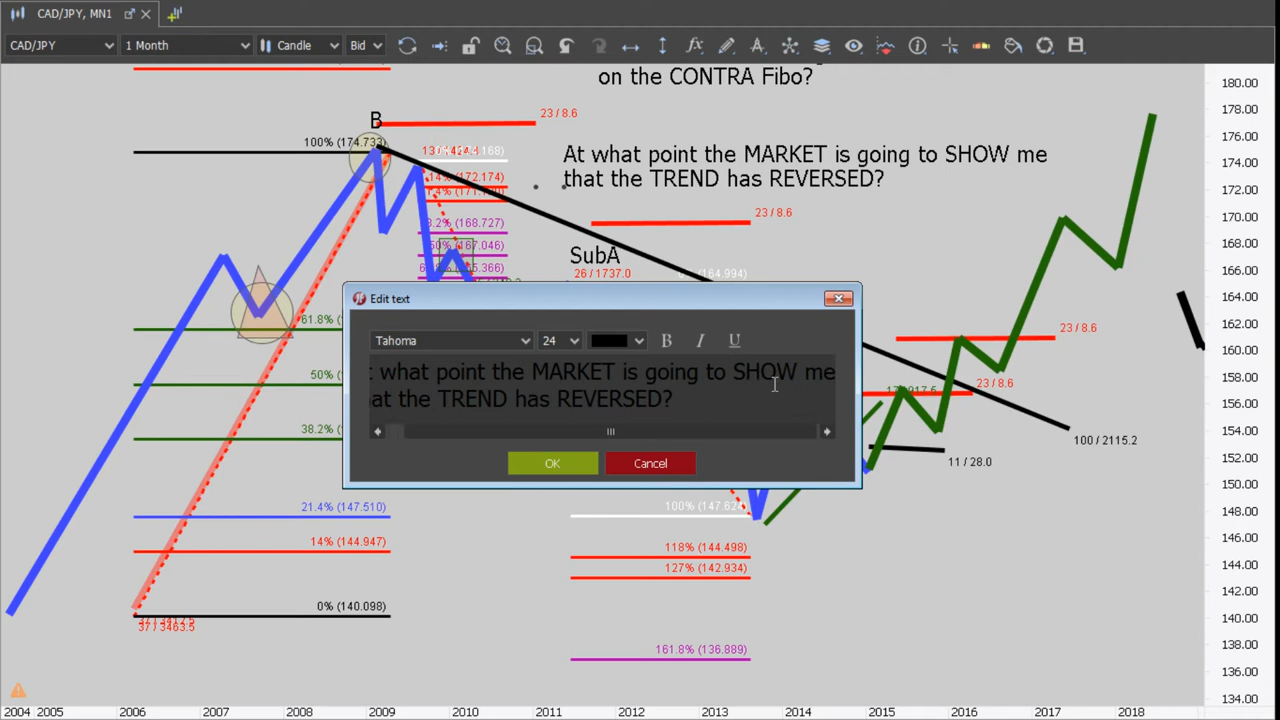 CAD/JPY, MN1
CAD/JPY
1 Month
Candle
Bid
on the CONTRA Fibo?
180.00
178.00
176.00
174.00
172.00
170.00
168.00
166.00
164.00
162.00
160.00
158.00
156.00
154.00
152.00
150.00
148.00
146.00
144.00
142.00
140.00
138.00
136.00
134.00
B
23 / 8.6
100% (174.733)
At what point the MARKET is going to SHOW me
that the TREND has REVERSED?
14% (172.174)
(168.727)
(167.046)
23 / 8.6
SubA
26 / 1737.0
(164.994)
61.8%
50%
38.2%
21.4% (147.510)
14% (144.947)
0% (140.098)
37 / 3463.5
Edit text
Tahoma
24
B I U
what point the MARKET is going to SHOW me
at the TREND has REVERSED?
OK
Cancel
23 / 8.6
23 / 8.6
100 / 2115.2
11 / 28.0
118% (144.498)
127% (142.934)
161.8% (136.889)
2004 2005 2006 2007 2008 2009 2010 2011 2012 2013 2014 2015 2016 2017 2018